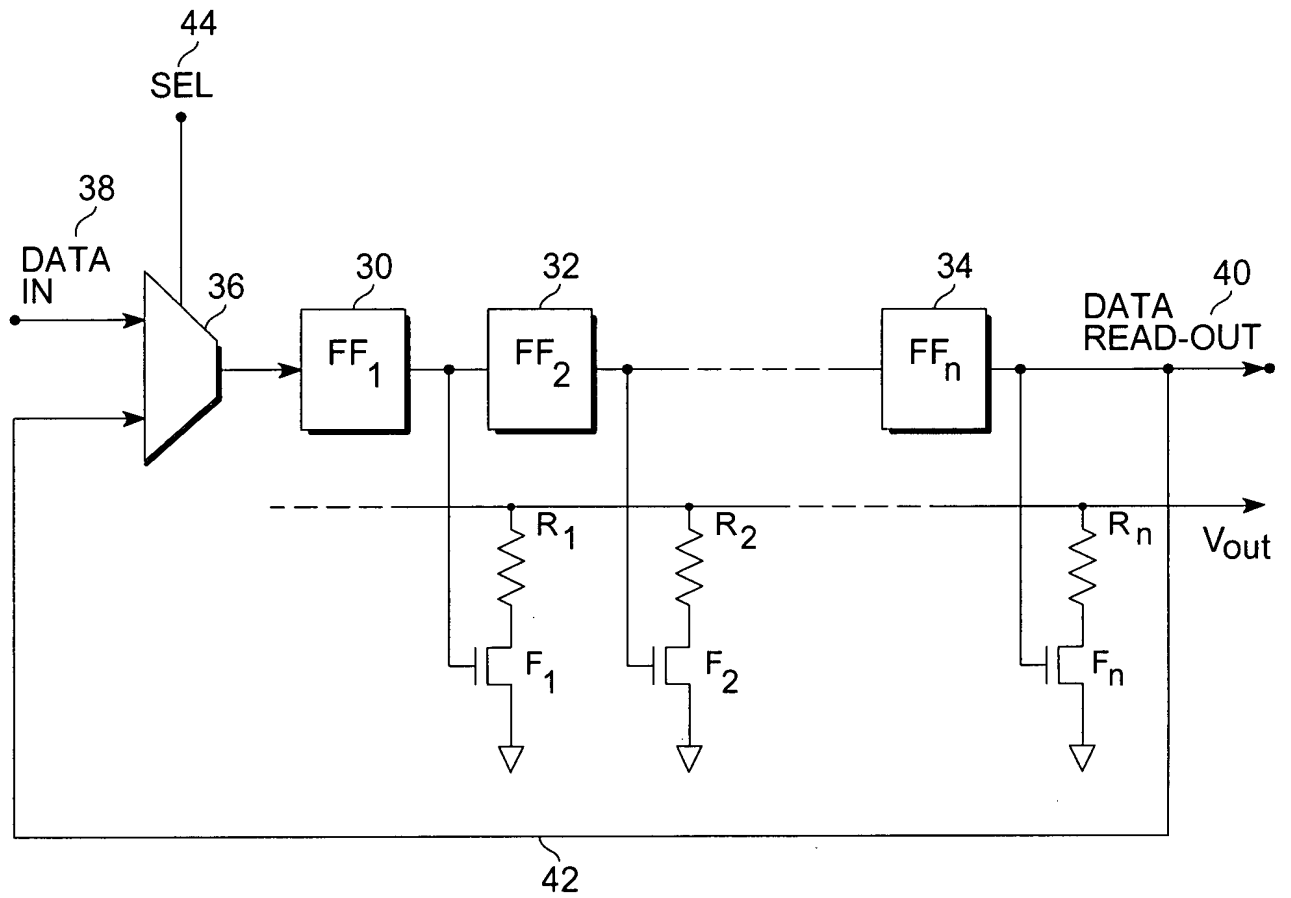 44
SEL
38
DATA
IN
36
30
FF1
32
FF2
34
FFn
DATA
READ-OUT
40
R1
R2
Rn
Vout
F1
F2
Fn
42